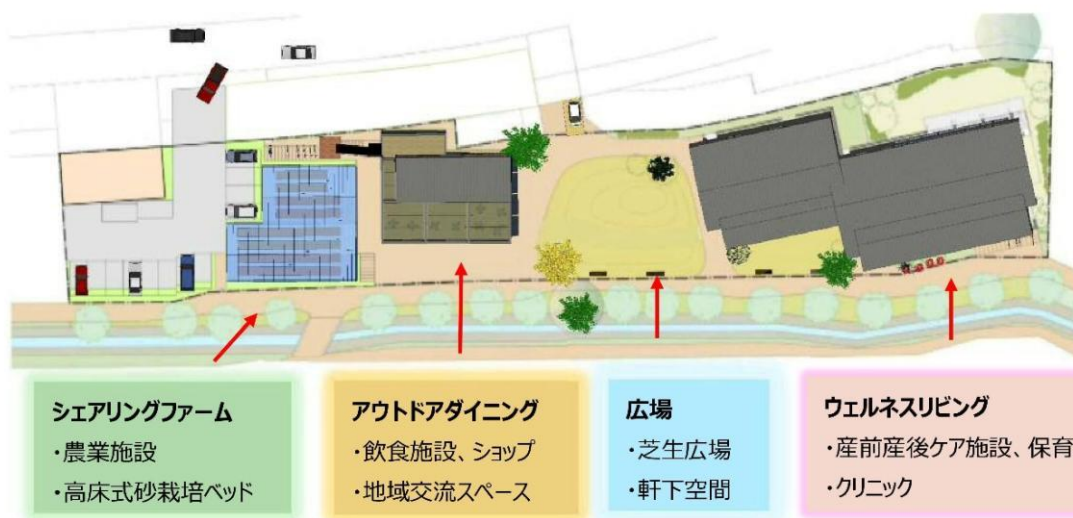 シェアリングファーム
・農業施設
・高床式砂栽培ベッド
アウトドアダイニング
・飲食施設、ショップ
・地域交流スペース
広場
・芝生広場
・軒下空間
ウェルネスリビング
・産前産後ケア施設、保育
・クリニック